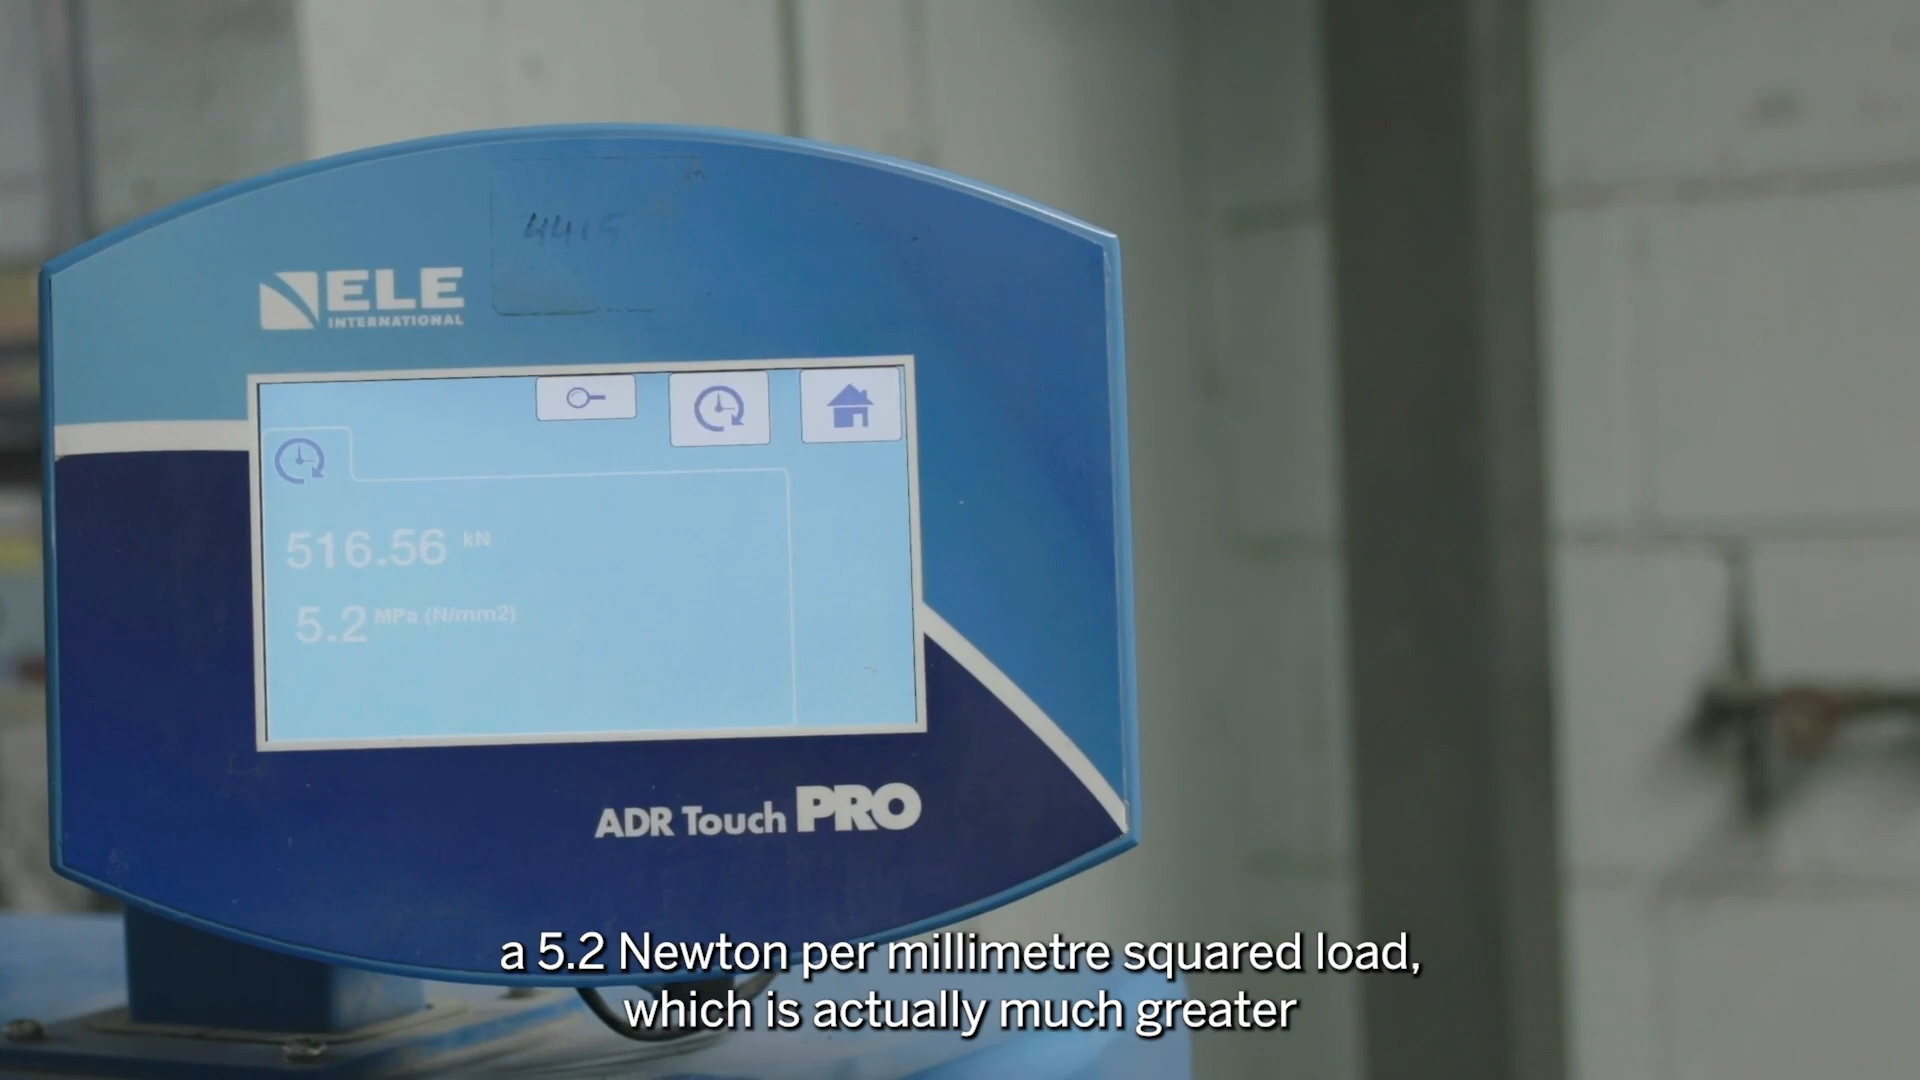 4415
ELE
INTERNATIONAL
516.56 kN
5.2 MPa (N/mm2)
ADR Touch PRO
a 5.2 Newton per millimetre squared load,
which is actually much greater